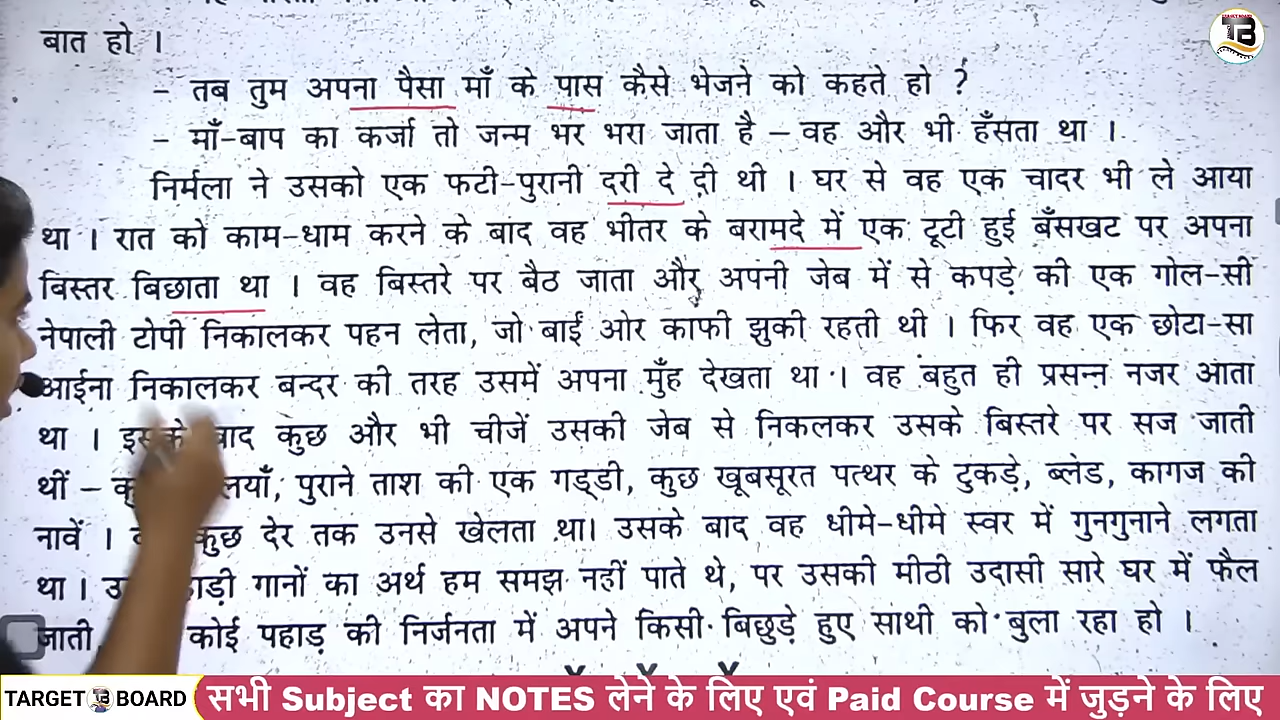 बात हो ।
– तब तुम अपना पैसा माँ के पास कैसे भेजने को कहते हो ?
– माँ-बाप का कर्जा तो जन्म भर भरा जाता है – वह और भी हँसता था ।
निर्मला ने उसको एक फटी-पुरानी दरी दे दी थी । घर से वह एक चादर भी ले आया
था । रात को काम-धाम करने के बाद वह भीतर के बरामदे में एक टूटी हुई बँसखट पर अपना
बिस्तर बिछाता था । वह बिस्तरे पर बैठ जाता और अपनी जेब में से कपड़े की एक गोल-सी
नेपाली टोपी निकालकर पहन लेता, जो बाईं ओर काफी झुकी रहती थी । फिर वह एक छोटा-सा
आईना निकालकर बन्दर की तरह उसमें अपना मुँह देखता था । वह बहुत ही प्रसन्न नजर आता
था । इसके बाद कुछ और भी चीजें उसकी जेब से निकलकर उसके बिस्तरे पर सज जाती
थीं – पुराने ताश की एक गड्डी, कुछ खूबसूरत पत्थर के टुकड़े, ब्लेड, कागज की
नावें । कुछ देर तक उनसे खेलता था। उसके बाद वह धीमे-धीमे स्वर में गुनगुनाने लगता
था । गानों का अर्थ हम समझ नहीं पाते थे, पर उसकी मीठी उदासी सारे घर में फैल
जाती कोई पहाड़ की निर्जनता में अपने किसी बिछुड़े हुए साथी को बुला रहा हो ।
TARGET TB BOARD
सभी Subject का NOTES लेने के लिए एवं Paid Course में जुड़ने के लिए